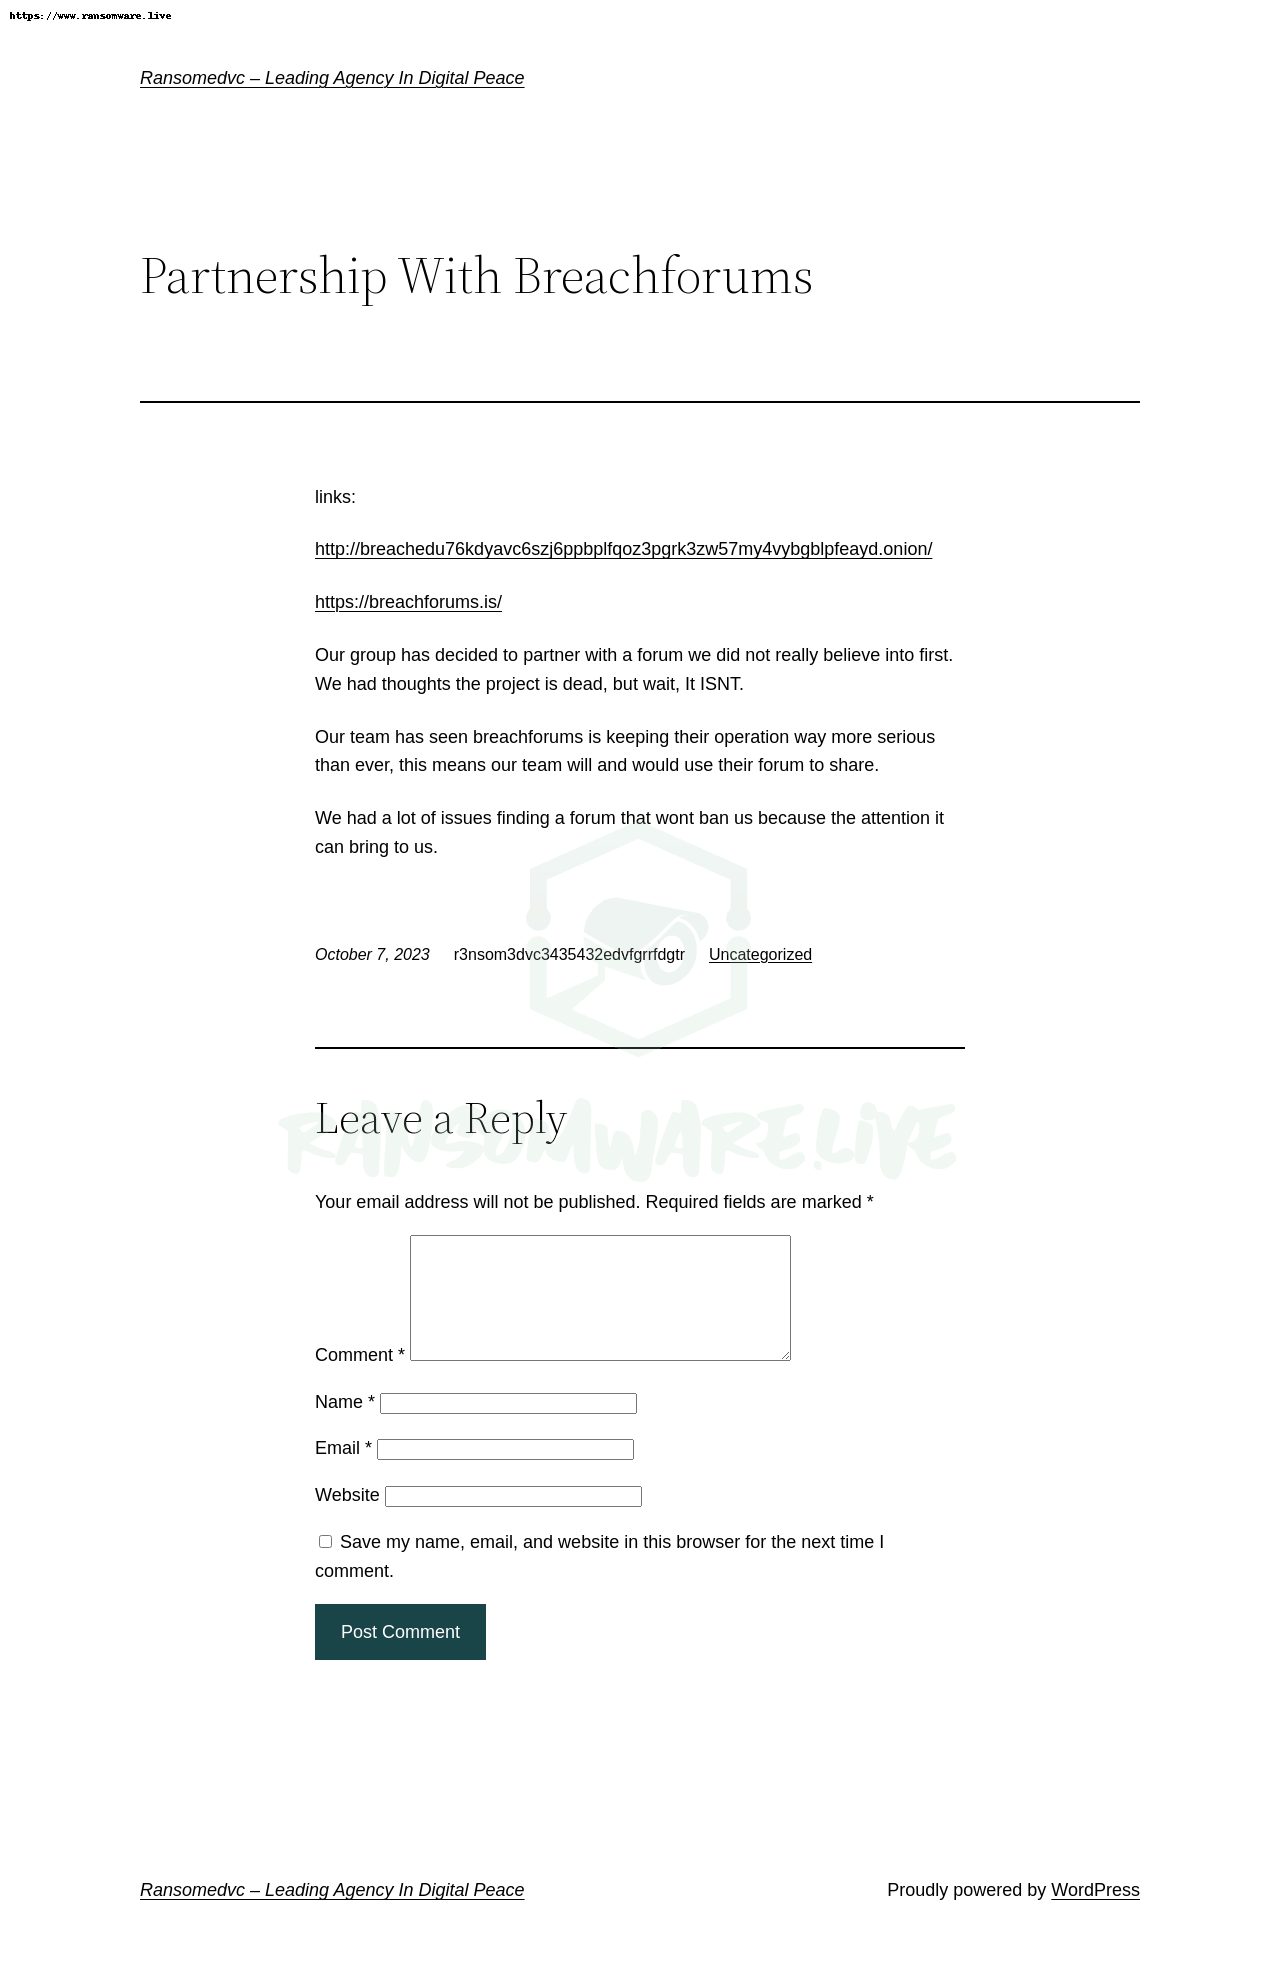 https://www.ransomware.live
Ransomedvc – Leading Agency In Digital Peace
Partnership With Breachforums
links:
http://breachedu76kdyavc6szj6ppbplfqoz3pgrk3zw57my4vybgblpfeayd.onion/
https://breachforums.is/
Our group has decided to partner with a forum we did not really believe into first.
We had thoughts the project is dead, but wait, It ISNT.
Our team has seen breachforums is keeping their operation way more serious
than ever, this means our team will and would use their forum to share.
We had a lot of issues finding a forum that wont ban us because the attention it
can bring to us.
October 7, 2023 r3nsom3dvc3435432edvfgrrfdgtr Uncategorized
Leave a Reply
RANSOMWARE.LIVE
Your email address will not be published. Required fields are marked *
Comment *
Name *
Email *
Website
Save my name, email, and website in this browser for the next time I
comment.
Post Comment
Ransomedvc – Leading Agency In Digital Peace Proudly powered by WordPress